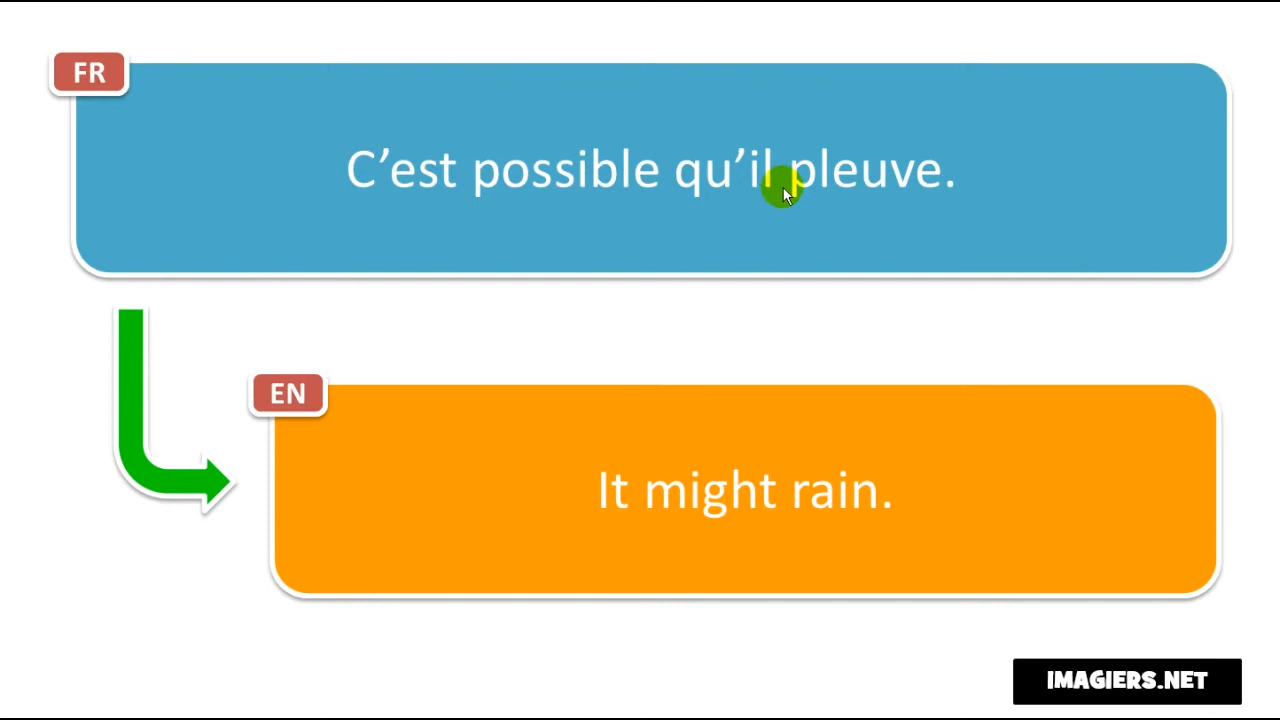 FR
C’est possible qu’il pleuve.
EN
It might rain.
IMAGIERS.NET